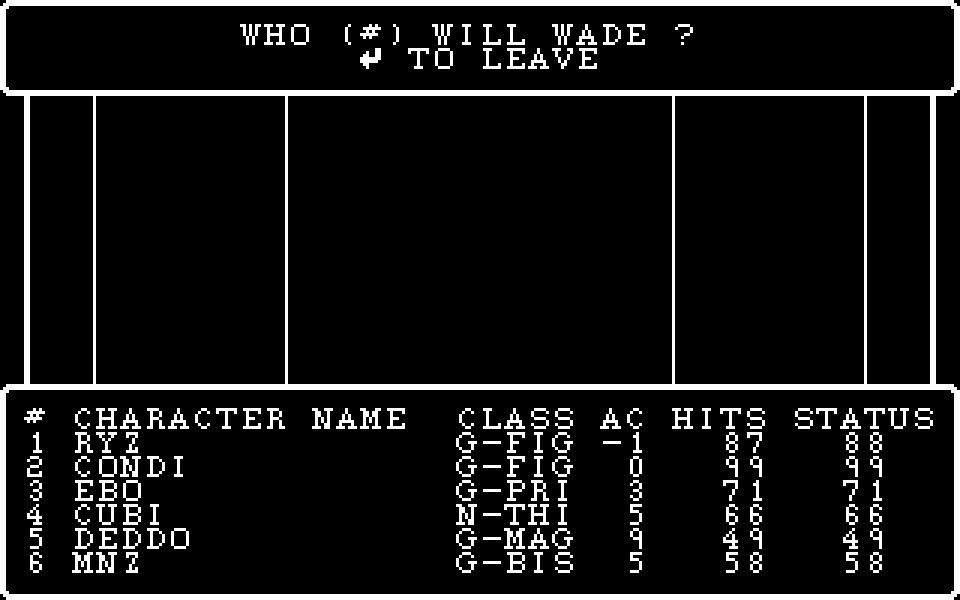 WHO (#) WILL WADE ?
↵ TO LEAVE
# CHARACTER NAME CLASS AC HITS STATUS
1 RYZ G-FIG -1 87 88
2 CONDI G-FIG 0 99 99
3 EBO G-PRI 3 71 71
4 CUBI N-THI 5 66 66
5 DEDDO G-MAG 9 49 49
6 MNZ G-BIS 5 58 58